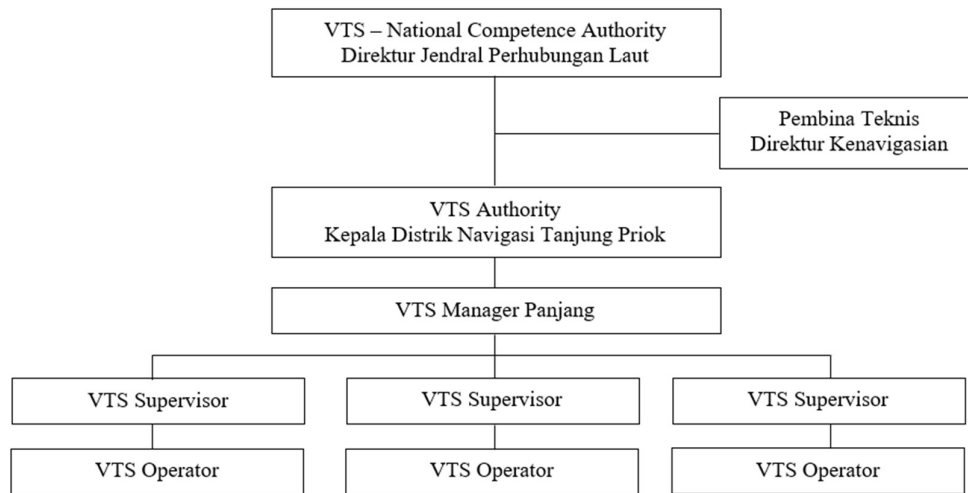 VTS – National Competence Authority
Direktur Jendral Perhubungan Laut
Pembina Teknis
Direktur Kenavigasian
VTS Authority
Kepala Distrik Navigasi Tanjung Priok
VTS Manager Panjang
VTS Supervisor
VTS Supervisor
VTS Supervisor
VTS Operator
VTS Operator
VTS Operator